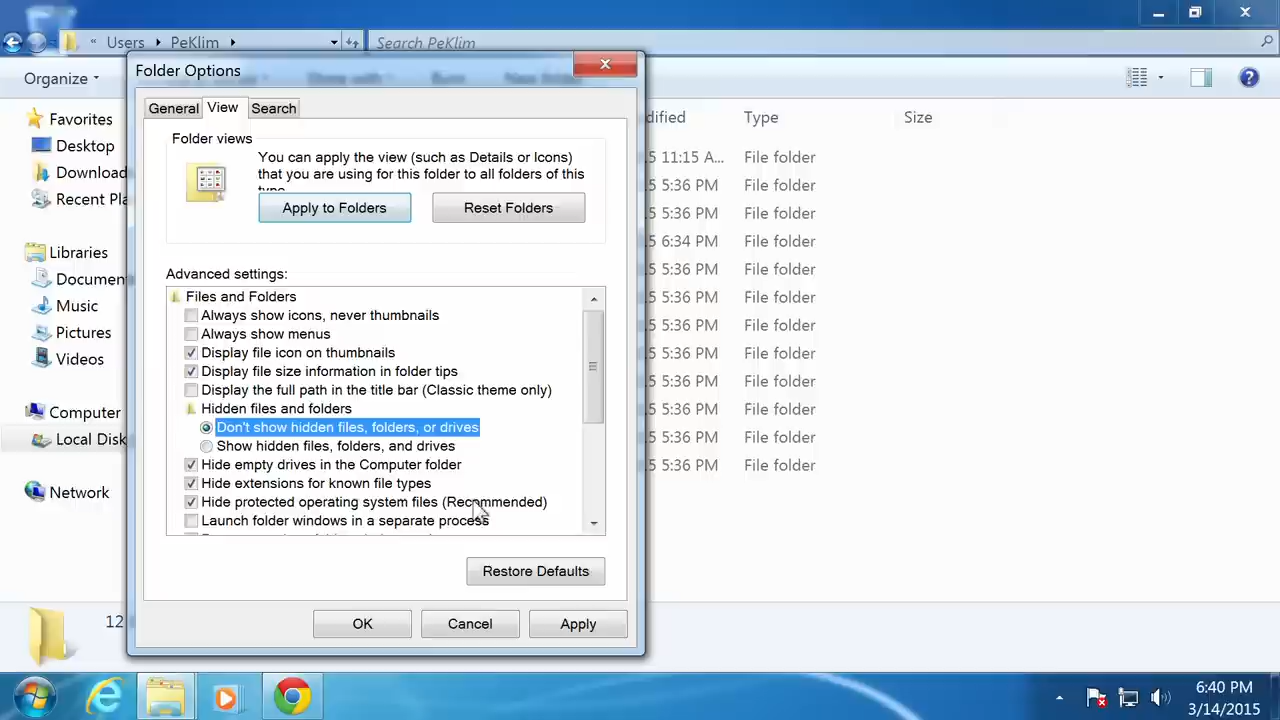 « Users PeKlim
Search PeKlim
Organize
Folder Options
General View Search
Folder views
You can apply the view (such as Details or Icons)
that you are using for this folder to all folders of this
Apply to Folders Reset Folders
Advanced settings:
Files and Folders
Always show icons, never thumbnails
Always show menus
Display file icon on thumbnails
Display file size information in folder tips
Display the full path in the title bar (Classic theme only)
Hidden files and folders
Don't show hidden files, folders, or drives
Show hidden files, folders, and drives
Hide empty drives in the Computer folder
Hide extensions for known file types
Hide protected operating system files (Recommended)
Launch folder windows in a separate process
Restore Defaults
OK Cancel Apply
Favorites
Desktop
Download
Recent Pla
Libraries
Documen
Music
Pictures
Videos
Computer
Local Disk
Network
dified Type Size
5 11:15 A... File folder
5 5:36 PM File folder
5 5:36 PM File folder
5 6:34 PM File folder
5 5:36 PM File folder
5 5:36 PM File folder
5 5:36 PM File folder
5 5:36 PM File folder
5 5:36 PM File folder
5 5:36 PM File folder
5 5:36 PM File folder
5 5:36 PM File folder
12
6:40 PM
3/14/2015